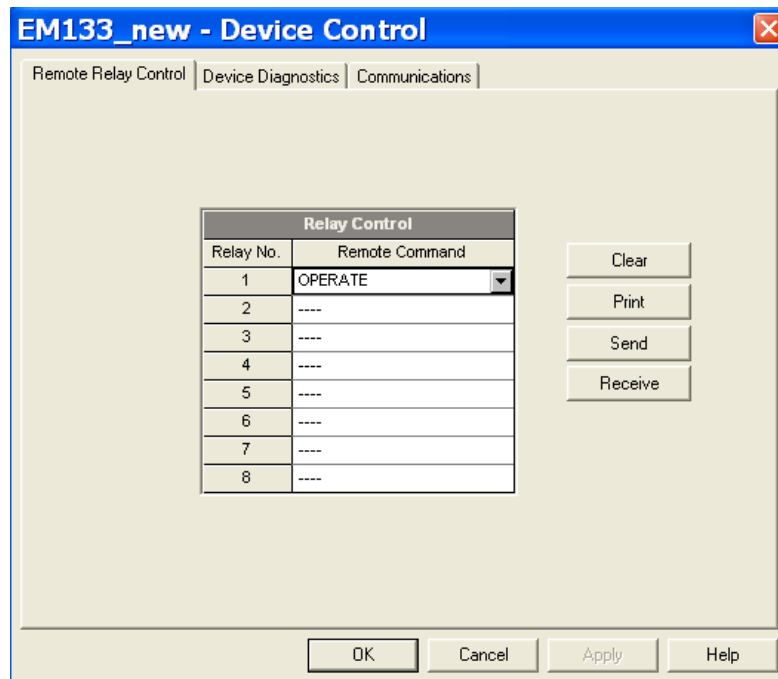 EM133_new - Device Control
Remote Relay Control Device Diagnostics Communications
Relay Control
Relay No. Remote Command
1 OPERATE
2 ----
3 ----
4 ----
5 ----
6 ----
7 ----
8 ----
Clear
Print
Send
Receive
OK Cancel Apply Help